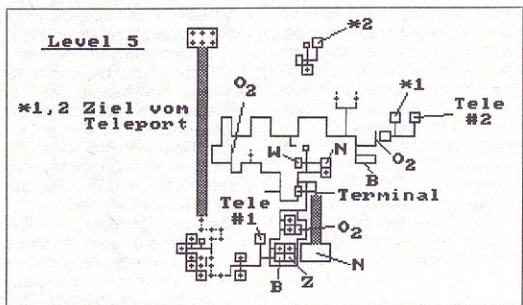 *2
Level 5
O2
*1,2 Ziel vom
Teleport
*1
Tele
#2
W
N
O2
B
Terminal
Tele
#1
O2
N
B
Z